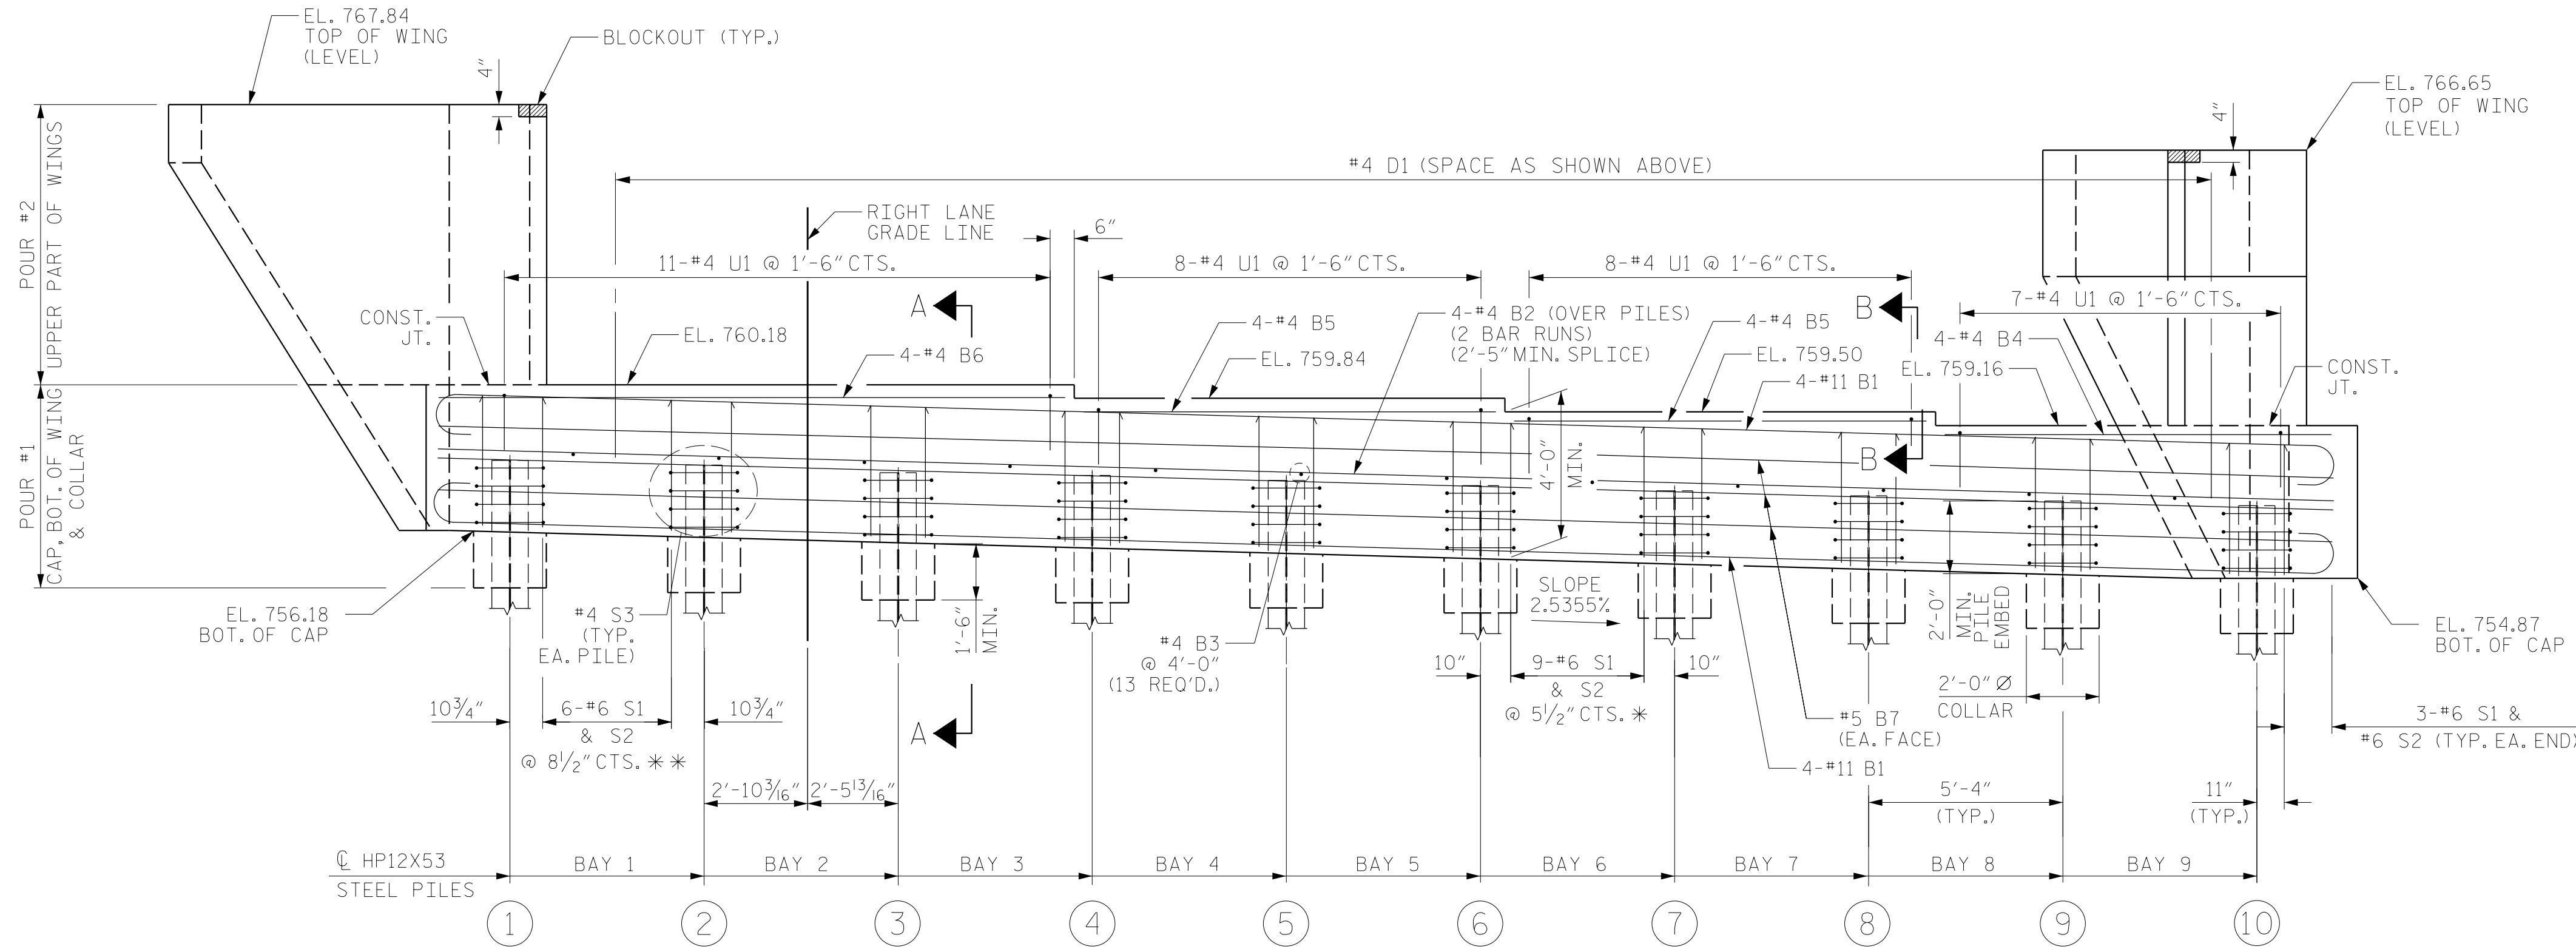 EL. 767.84
TOP OF WING
(LEVEL)
BLOCKOUT (TYP.)
4"
EL. 766.65
TOP OF WING
(LEVEL)
4"
#4 D1 (SPACE AS SHOWN ABOVE)
POUR #2
UPPER PART OF WINGS
RIGHT LANE
GRADE LINE
6"
11-#4 U1 @ 1'-6" CTS.
8-#4 U1 @ 1'-6" CTS.
8-#4 U1 @ 1'-6" CTS.
7-#4 U1 @ 1'-6" CTS.
CONST.
JT.
EL. 760.18
A
4-#4 B6
4-#4 B5
EL. 759.84
4-#4 B2 (OVER PILES)
(2 BAR RUNS)
(2'-5" MIN. SPLICE)
4-#4 B5
EL. 759.50
4-#11 B1
B
4-#4 B4
EL. 759.16
CONST.
JT.
POUR #1
CAP, BOT. OF WING
& COLLAR
4'-0"
MIN.
B
EL. 756.18
BOT. OF CAP
#4 S3
(TYP.
EA. PILE)
1'-6"
MIN.
#4 B3
@ 4'-0"
(13 REQ'D.)
SLOPE
2.5355%
2'-0"
MIN.
PILE
EMBED
EL. 754.87
BOT. OF CAP
10¾"
6-#6 S1
& S2
@ 8½" CTS. * *
10¾"
A
10"
9-#6 S1
& S2
@ 5½" CTS. *
10"
#5 B7
(EA. FACE)
4-#11 B1
2'-0" Ø
COLLAR
3-#6 S1 &
#6 S2 (TYP. EA. END)
2'-10³⁄₁₆"
2'-5¹³⁄₁₆"
5'-4"
(TYP.)
11"
(TYP.)
℄ HP12X53
STEEL PILES
BAY 1
BAY 2
BAY 3
BAY 4
BAY 5
BAY 6
BAY 7
BAY 8
BAY 9
1
2
3
4
5
6
7
8
9
10